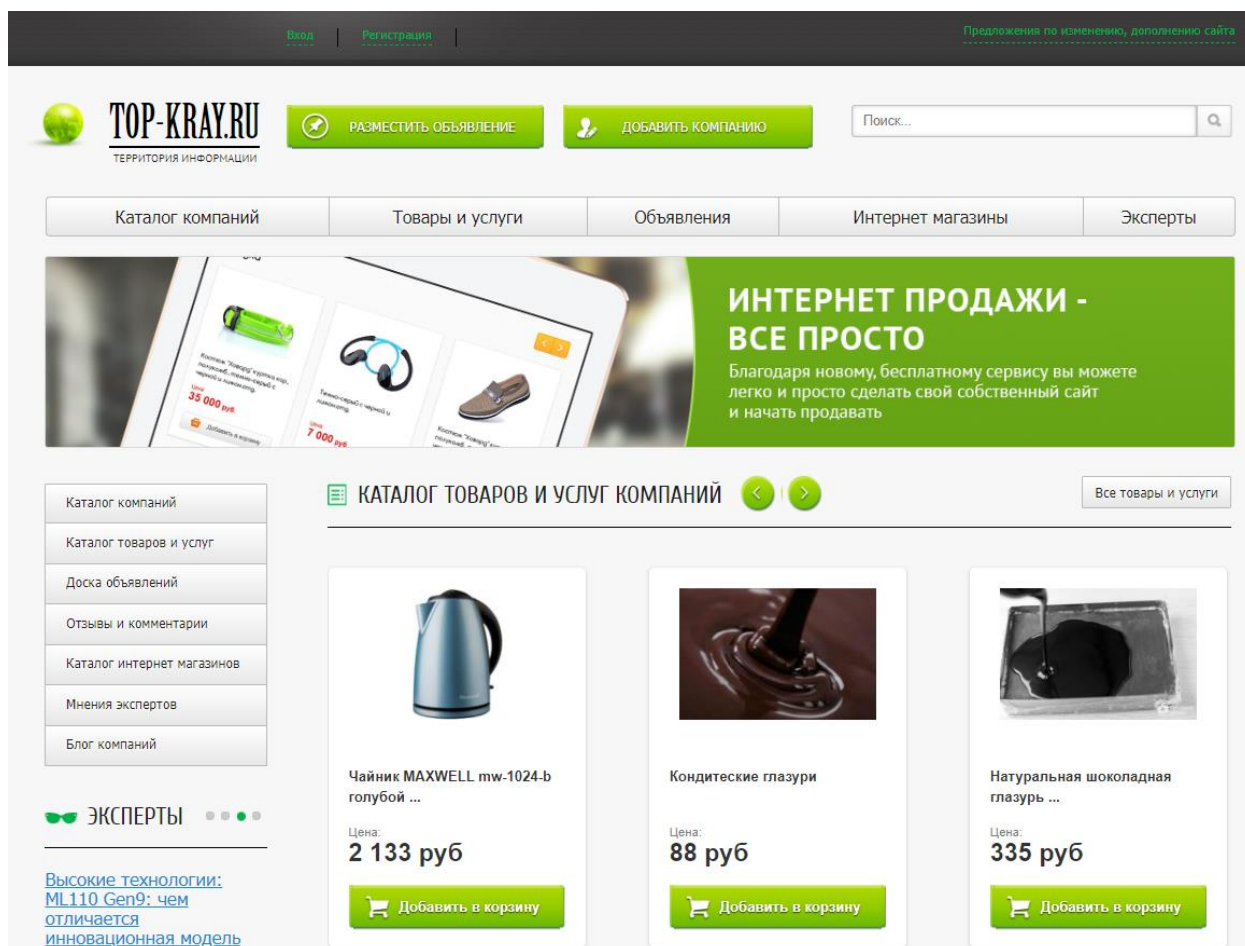 Вход
Регистрация
Предложения по изменению, дополнению сайта
TOP-KRAY.RU
ТЕРРИТОРИЯ ИНФОРМАЦИИ
РАЗМЕСТИТЬ ОБЪЯВЛЕНИЕ
ДОБАВИТЬ КОМПАНИЮ
Поиск...
Каталог компаний
Товары и услуги
Объявления
Интернет магазины
Эксперты
35 000 руб.
Добавить в корзину
7 000 руб.
ИНТЕРНЕТ ПРОДАЖИ -
ВСЕ ПРОСТО
Благодаря новому, бесплатному сервису вы можете
легко и просто сделать свой собственный сайт
и начать продавать
Каталог компаний
Каталог товаров и услуг
Доска объявлений
Отзывы и комментарии
Каталог интернет магазинов
Мнения экспертов
Блог компаний
ЭКСПЕРТЫ
Высокие технологии:
ML110 Gen9: чем
отличается
инновационная модель
КАТАЛОГ ТОВАРОВ И УСЛУГ КОМПАНИЙ
Все товары и услуги
Чайник MAXWELL mw-1024-b
голубой ...
Цена:
2 133 руб
Добавить в корзину
Кондитеские глазури
Цена:
88 руб
Добавить в корзину
Натуральная шоколадная
глазурь ...
Цена:
335 руб
Добавить в корзину